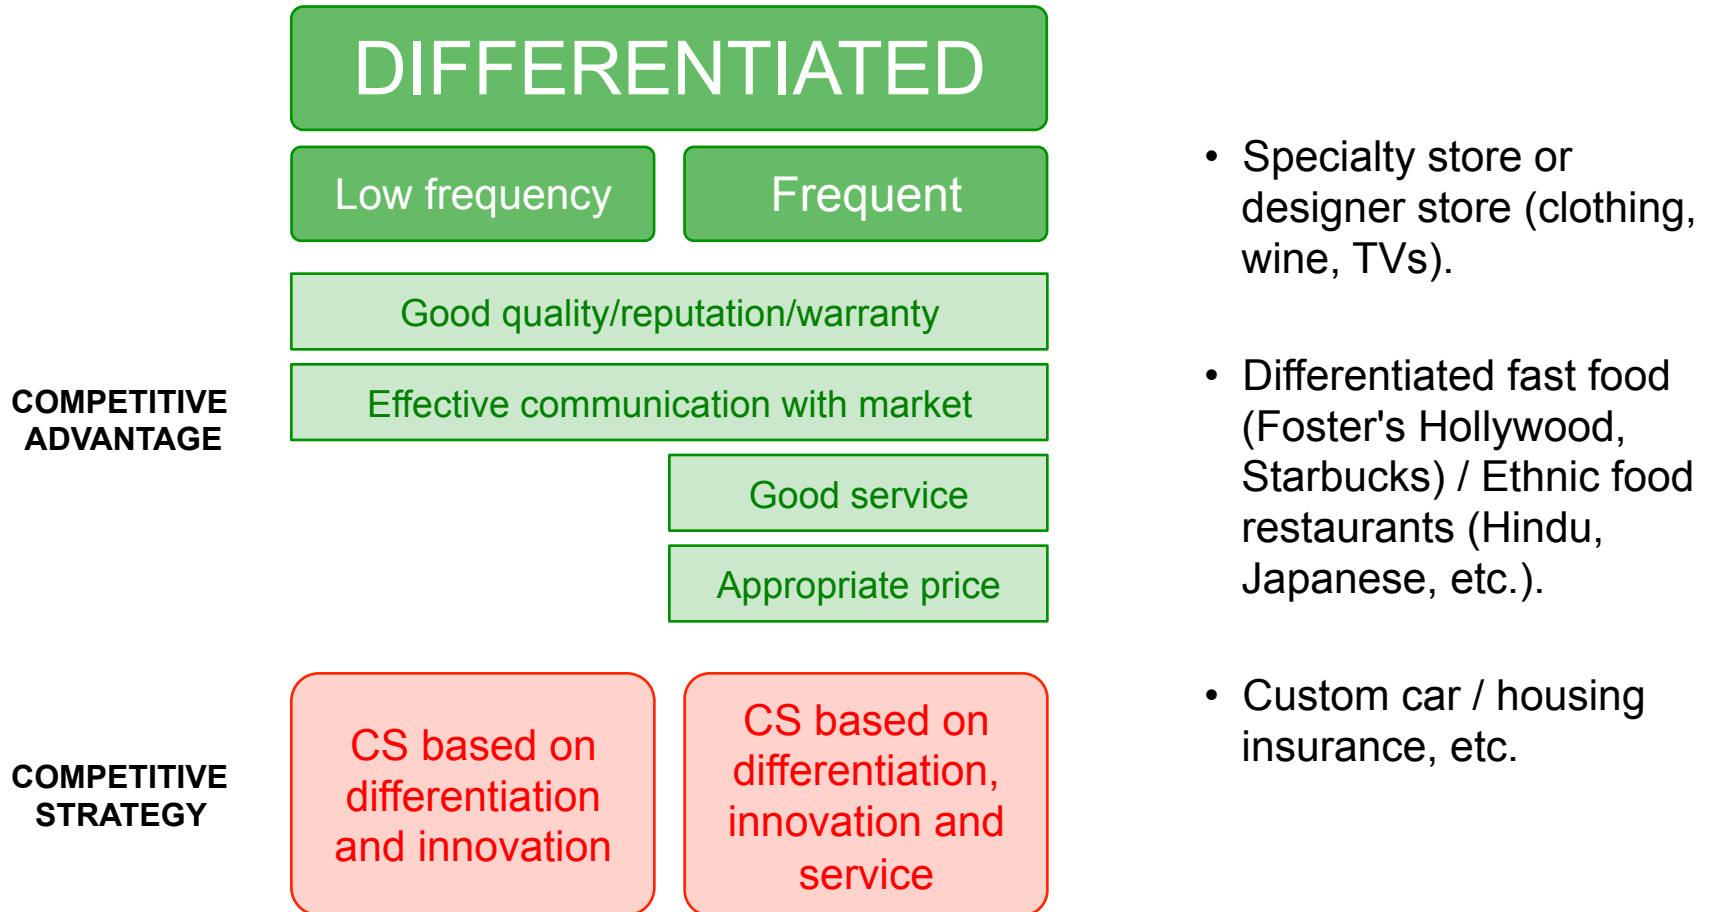 DIFFERENTIATED
Low frequency
Frequent
Good quality/reputation/warranty
COMPETITIVE
ADVANTAGE
Effective communication with market
Good service
Appropriate price
COMPETITIVE
STRATEGY
CS based on
differentiation
and innovation
CS based on
differentiation,
innovation and
service
• Specialty store or
designer store (clothing,
wine, TVs).
• Differentiated fast food
(Foster's Hollywood,
Starbucks) / Ethnic food
restaurants (Hindu,
Japanese, etc.).
• Custom car / housing
insurance, etc.